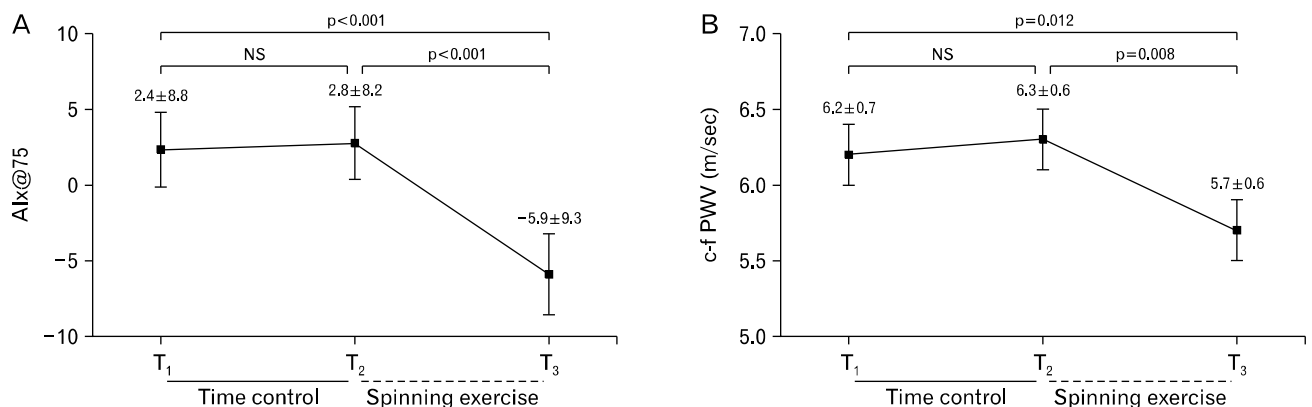 A
AIx@75
10
5
0
−5
−10
p<0.001
NS
p<0.001
2.4±8.8
2.8±8.2
−5.9±9.3
T₁
T₂
T₃
Time control
Spinning exercise
B
c-f PWV (m/sec)
7.0
6.5
6.0
5.5
5.0
p=0.012
NS
p=0.008
6.2±0.7
6.3±0.6
5.7±0.6
T₁
T₂
T₃
Time control
Spinning exercise